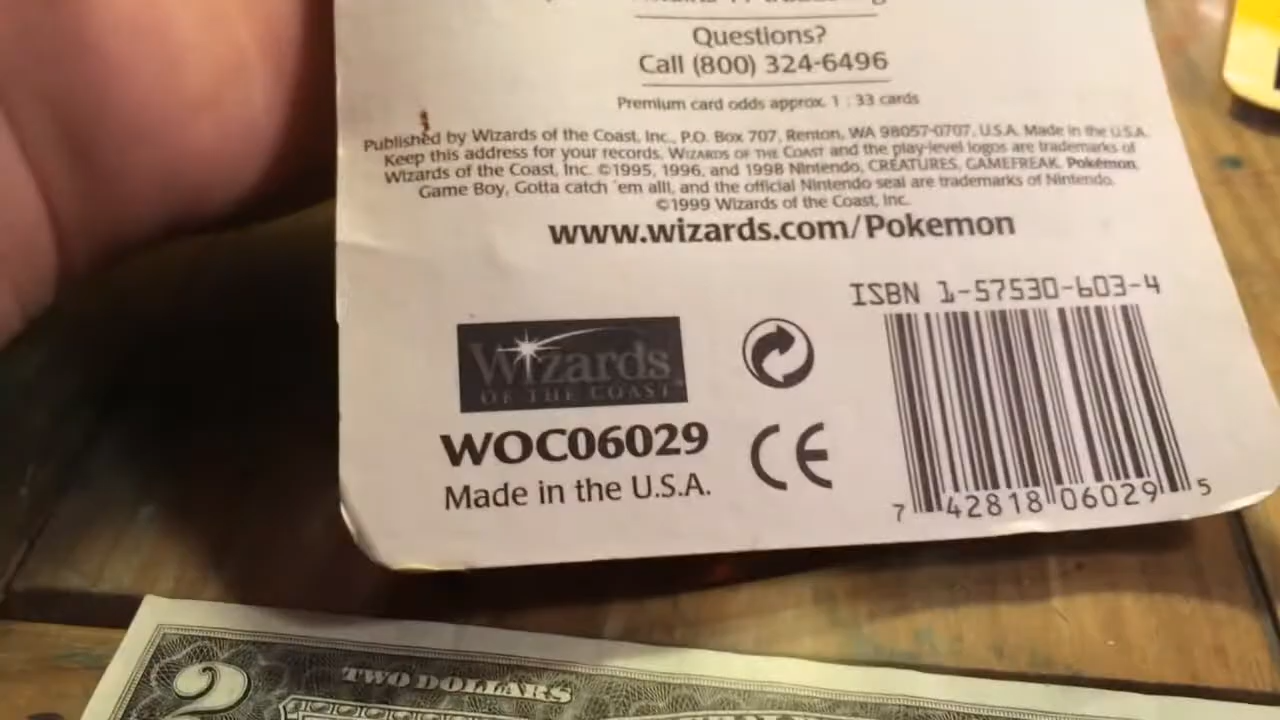 Questions?
Call (800) 324-6496
Premium card odds approx. 1 : 33 cards
Published by Wizards of the Coast, Inc., P.O. Box 707, Renton, WA 98057-0707, U.S.A. Made in the U.S.A.
Keep this address for your records. WIZARDS OF THE COAST and the play-level logos are trademarks of
Wizards of the Coast, Inc. ©1995, 1996, and 1998 Nintendo, CREATURES, GAMEFREAK. Pokémon,
Game Boy, Gotta catch 'em all!, and the official Nintendo seal are trademarks of Nintendo.
©1999 Wizards of the Coast, Inc.
www.wizards.com/Pokemon
ISBN 1-57530-603-4
Wizards
OF THE COAST
WOC06029
Made in the U.S.A.
CE
7 42818 06029 5
2 TWO DOLLARS